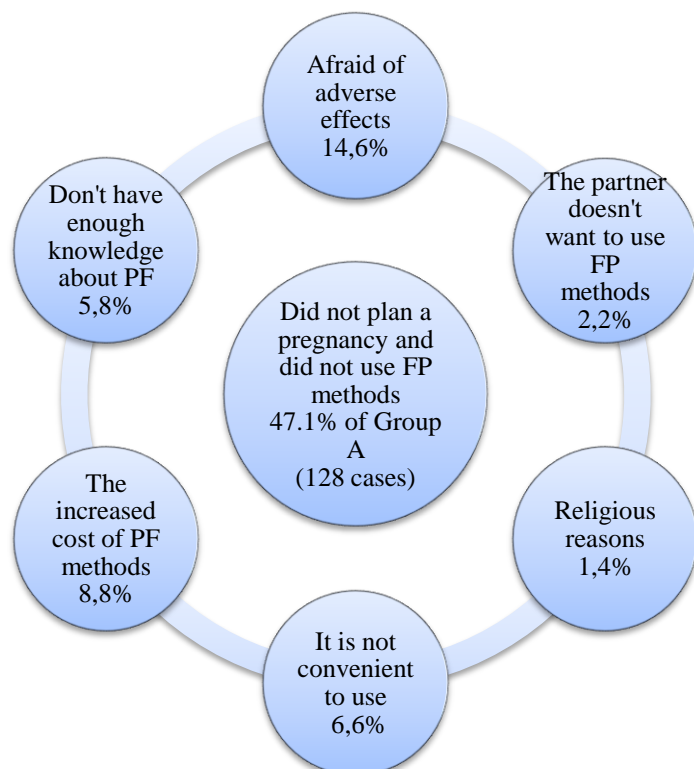 Afraid of
adverse
effects
14,6%
The partner
doesn't
want to use
FP
methods
2,2%
Religious
reasons
1,4%
It is not
convenient
to use
6,6%
The
increased
cost of PF
methods
8,8%
Don't have
enough
knowledge
about PF
5,8%
Did not plan a
pregnancy and
did not use FP
methods
47.1% of Group
A
(128 cases)